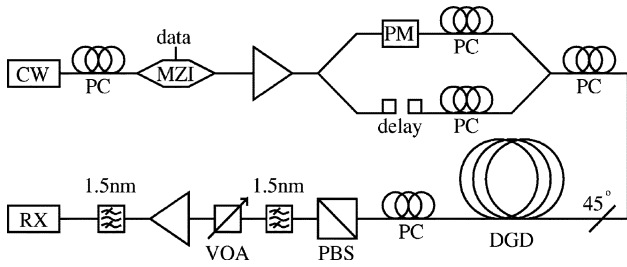 data
CW
PC
MZI
PM
PC
PC
delay
PC
1.5nm
1.5nm
45°
RX
VOA
PBS
PC
DGD